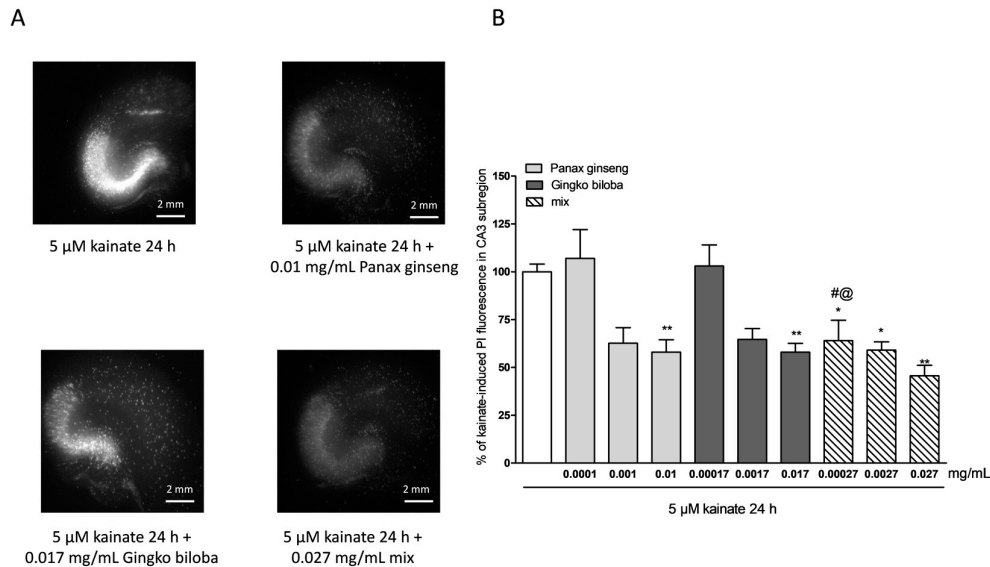 A
B
2 mm
2 mm
5 µM kainate 24 h
5 µM kainate 24 h +
0.01 mg/mL Panax ginseng
2 mm
2 mm
5 µM kainate 24 h +
0.017 mg/mL Gingko biloba
5 µM kainate 24 h +
0.027 mg/mL mix
Panax ginseng
Gingko biloba
mix
% of kainate-induced PI fluorescence in CA3 subregion
150
125
100
75
50
25
0
**
**
#@
*
*
**
0.0001 0.001 0.01 0.00017 0.0017 0.017 0.00027 0.0027 0.027 mg/mL
5 µM kainate 24 h